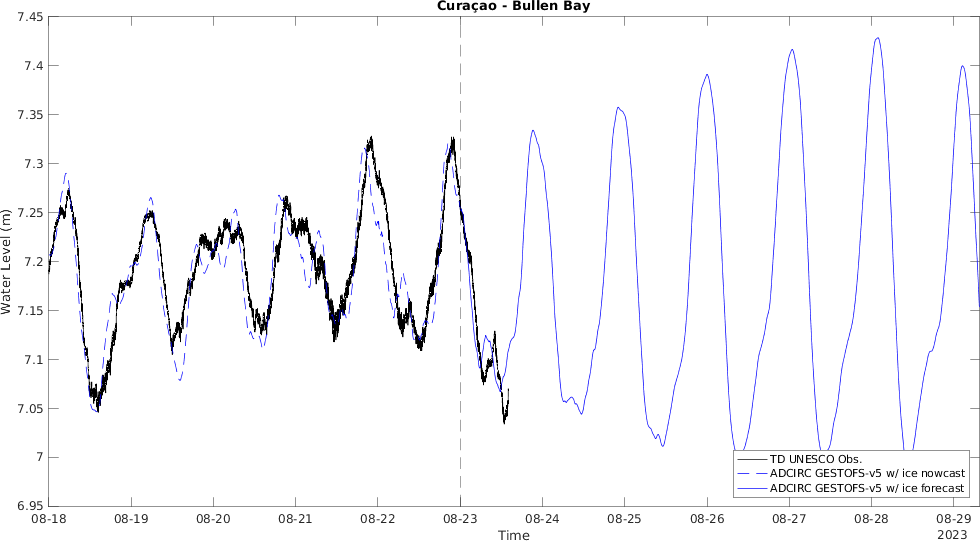 Curaçao - Bullen Bay
7.45
7.4
7.35
7.3
7.25
7.2
7.15
7.1
7.05
7
6.95
Water Level (m)
TD UNESCO Obs.
ADCIRC GESTOFS-v5 w/ ice nowcast
ADCIRC GESTOFS-v5 w/ ice forecast
08-18 08-19 08-20 08-21 08-22 08-23 08-24 08-25 08-26 08-27 08-28 08-29
Time
2023